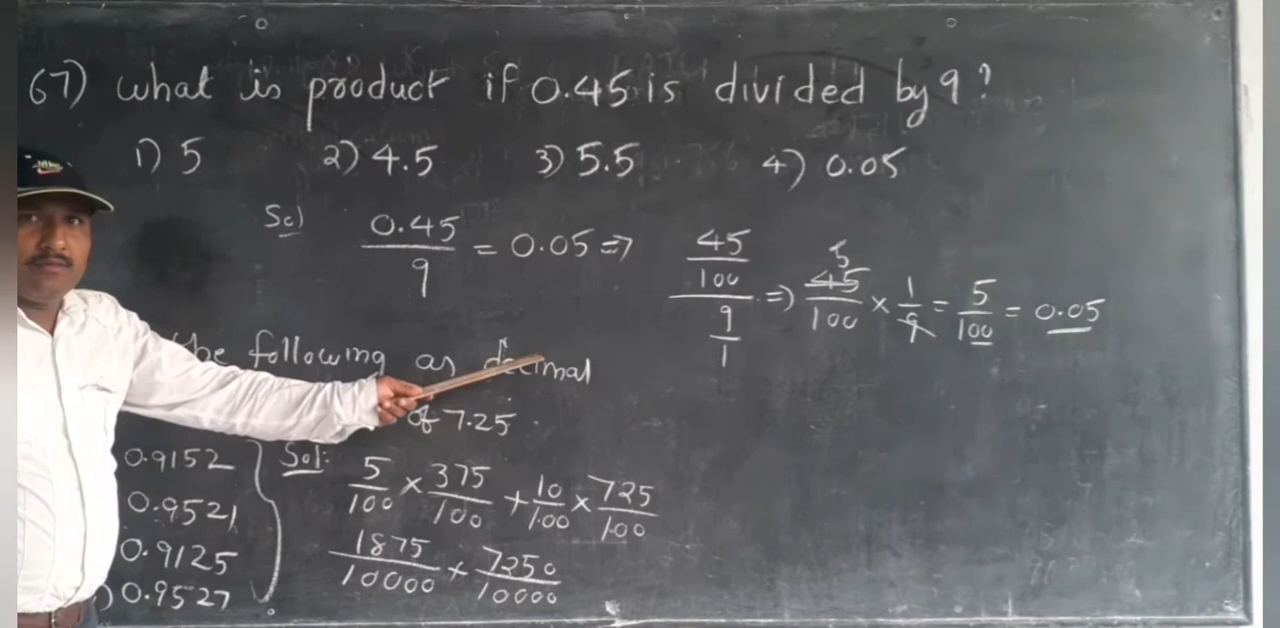 67) what is product if 0.45 is divided by 9?
1) 5 2) 4.5 3) 5.5 4) 0.05
Sol 0.45/9 = 0.05 => 45/100 / 9/1 => 45/100 5 × 1/9 = 5/100 = 0.05
the following as decimal
of 7.25
0.9152 Sol: 5/100 × 375/100 + 10/100 × 725/100
0.9521
0.9125 1875/10000 + 7250/10000
) 0.9527